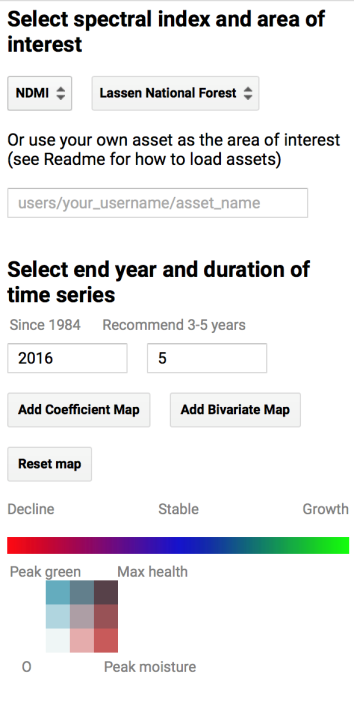 Select spectral index and area of
interest
NDMI Lassen National Forest
Or use your own asset as the area of interest
(see Readme for how to load assets)
users/your_username/asset_name
Select end year and duration of
time series
Since 1984 Recommend 3-5 years
2016 5
Add Coefficient Map Add Bivariate Map
Reset map
Decline Stable Growth
Peak green Max health
O Peak moisture